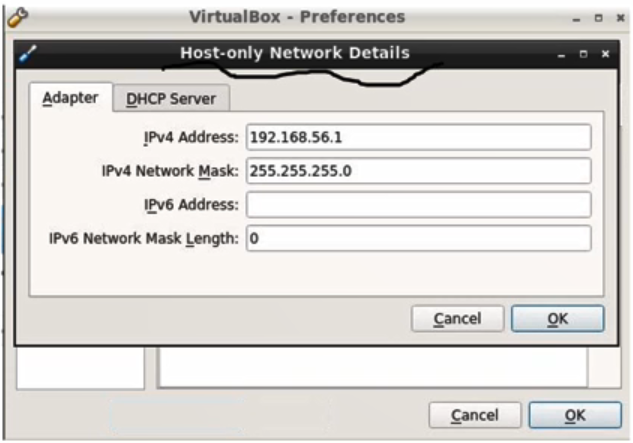 VirtualBox - Preferences
Host-only Network Details
Adapter DHCP Server
IPv4 Address: 192.168.56.1
IPv4 Network Mask: 255.255.255.0
IPv6 Address:
IPv6 Network Mask Length: 0
Cancel OK
Cancel OK